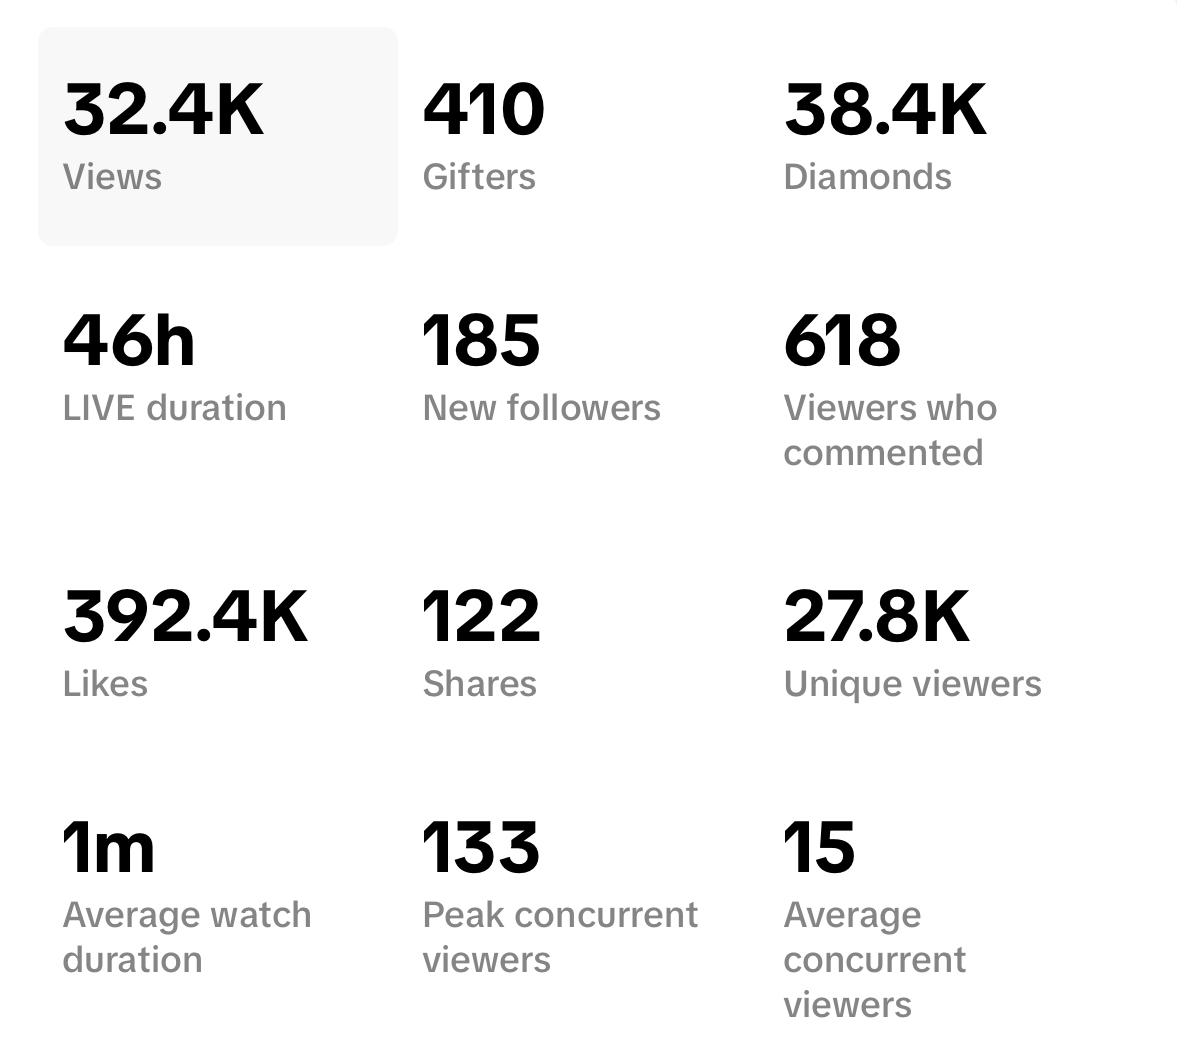 32.4K
410
38.4K
Views
Gifters
Diamonds
46h
185
618
LIVE duration
New followers
Viewers who
commented
392.4K
122
27.8K
Likes
Shares
Unique viewers
1m
133
15
Average watch
duration
Peak concurrent
viewers
Average
concurrent
viewers